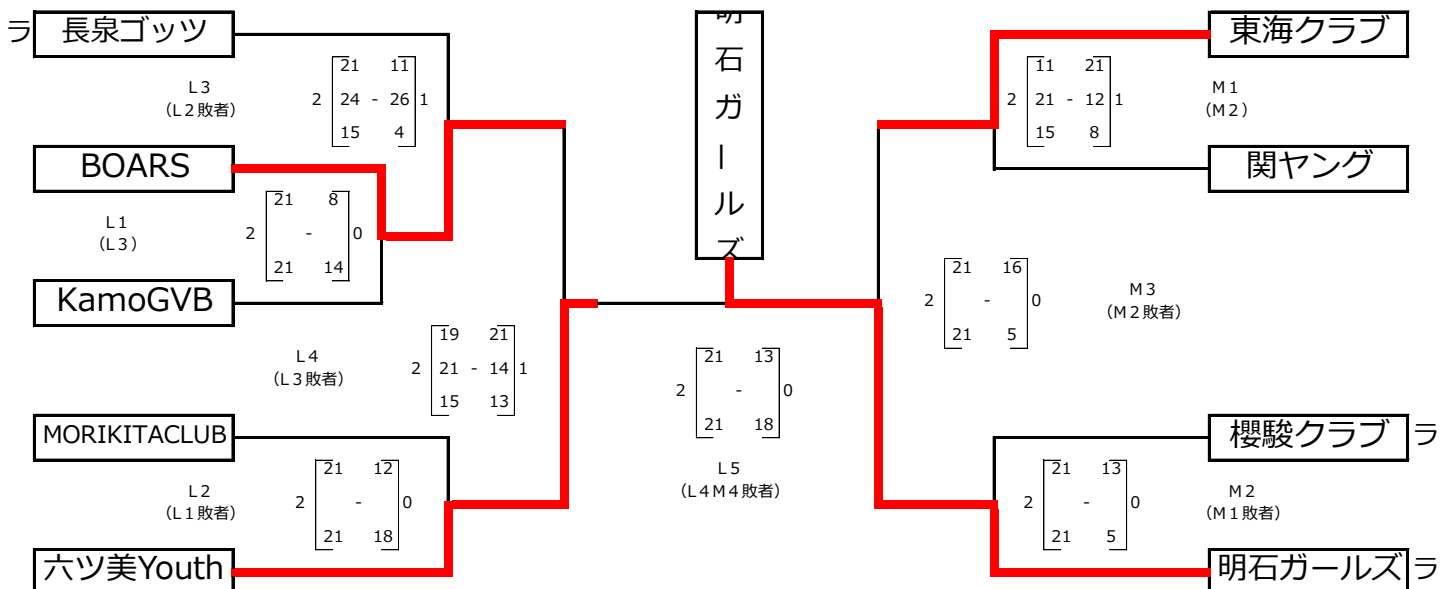 ラ 長泉ゴッツ
L3
(L2敗者)
21 11
2 24 - 26 1
15 4
BOARS
L1
(L3)
21 8
2 - 0
21 14
KamoGVB
L4
(L3敗者)
19 21
2 21 - 14 1
15 13
MORIKITACLUB
L2
(L1敗者)
21 12
2 - 0
21 18
六ツ美Youth
明石ガールズ
21 13
2 - 0
21 18
L5
(L4M4敗者)
東海クラブ
11 21
2 21 - 12 1
15 8
M1
(M2)
関ヤング
21 16
2 - 0
21 5
M3
(M2敗者)
櫻駿クラブ ラ
21 13
2 - 0
21 5
M2
(M1敗者)
明石ガールズ ラ